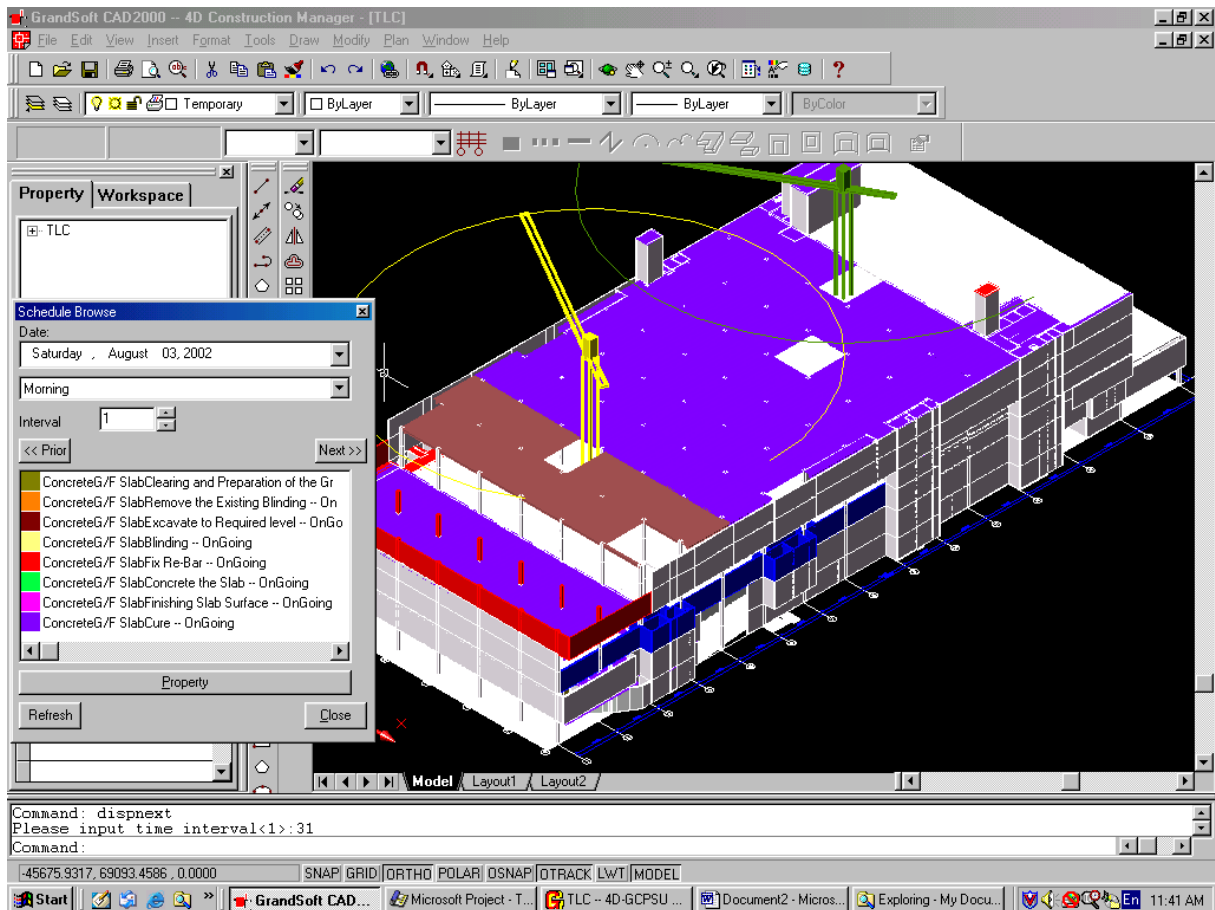 GrandSoft CAD2000 -- 4D Construction Manager - [TLC]
File Edit View Insert Format Tools Draw Modify Plan Window Help
Temporary ByLayer ByLayer ByLayer ByColor
Property Workspace
TLC
Schedule Browse
Date:
Saturday , August 03, 2002
Morning
Interval 1
<< Prior Next >>
ConcreteG/F SlabClearing and Preparation of the Gr
ConcreteG/F SlabRemove the Existing Blinding -- On
ConcreteG/F SlabExcavate to Required level -- OnGo
ConcreteG/F SlabBlinding -- OnGoing
ConcreteG/F SlabFix Re-Bar -- OnGoing
ConcreteG/F SlabConcrete the Slab -- OnGoing
ConcreteG/F SlabFinishing Slab Surface -- OnGoing
ConcreteG/F SlabCure -- OnGoing
Property
Refresh Close
Model Layout1 Layout2
Command: dispnext
Please input time interval<1>:31
Command:
-45675.9317, 69093.4586 , 0.0000 SNAP GRID ORTHO POLAR OSNAP OTRACK LWT MODEL
Start » GrandSoft CAD... Microsoft Project - T... TLC -- 4D-GCPSU ... Document2 - Micros... Exploring - My Docu... En 11:41 AM